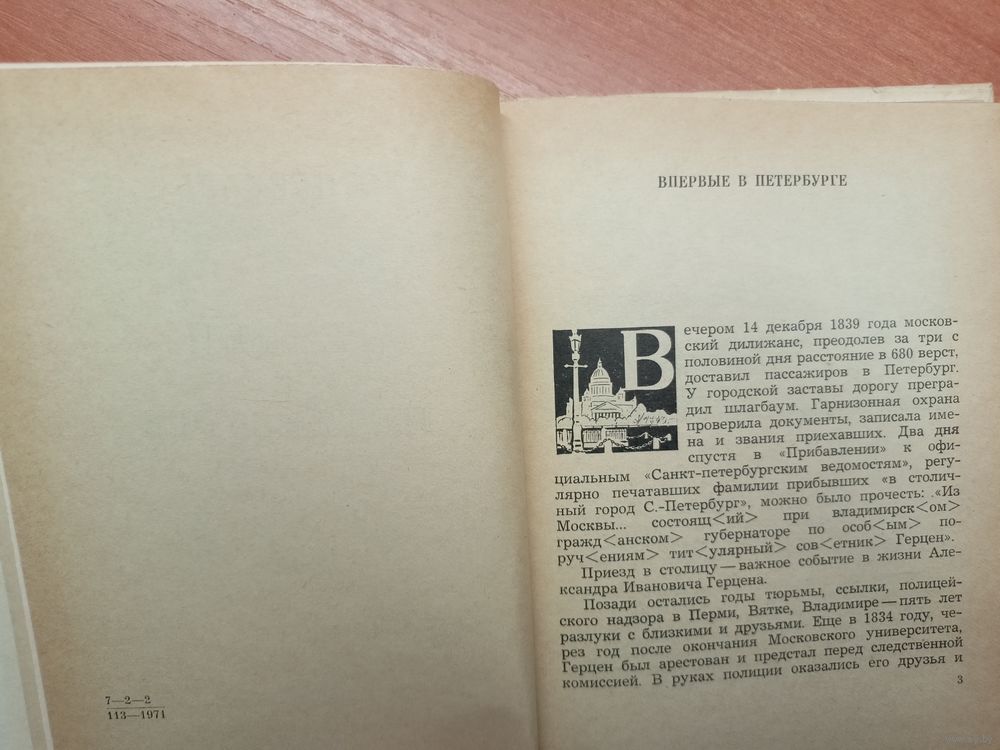 7—2—2
113—1971
ВПЕРВЫЕ В ПЕТЕРБУРГЕ
Вечером 14 декабря 1839 года москов-
ский дилижанс, преодолев за три с
половиной дня расстояние в 680 верст,
доставил пассажиров в Петербург.
У городской заставы дорогу прегра-
дил шлагбаум. Гарнизонная охрана
проверила документы, записала име-
на и звания приехавших. Два дня
спустя в «Прибавлении» к офи-
циальным «Санкт-петербургским ведомостям», регу-
лярно печатавших фамилии прибывших «в столич-
ный город С.-Петербург», можно было прочесть: «Из
Москвы... состоящ<ий> при владимирск<ом>
гражд<анском> губернаторе по особ<ым> по-
руч<ениям> тит<улярный> сов<етник> Герцен».
Приезд в столицу — важное событие в жизни Але-
ксандра Ивановича Герцена.
Позади остались годы тюрьмы, ссылки, полицей-
ского надзора в Перми, Вятке, Владимире — пять лет
разлуки с близкими и друзьями. Еще в 1834 году, че-
рез год после окончания Московского университета,
Герцен был арестован и предстал перед следственной
комиссией. В руках полиции оказались его друзья и
3